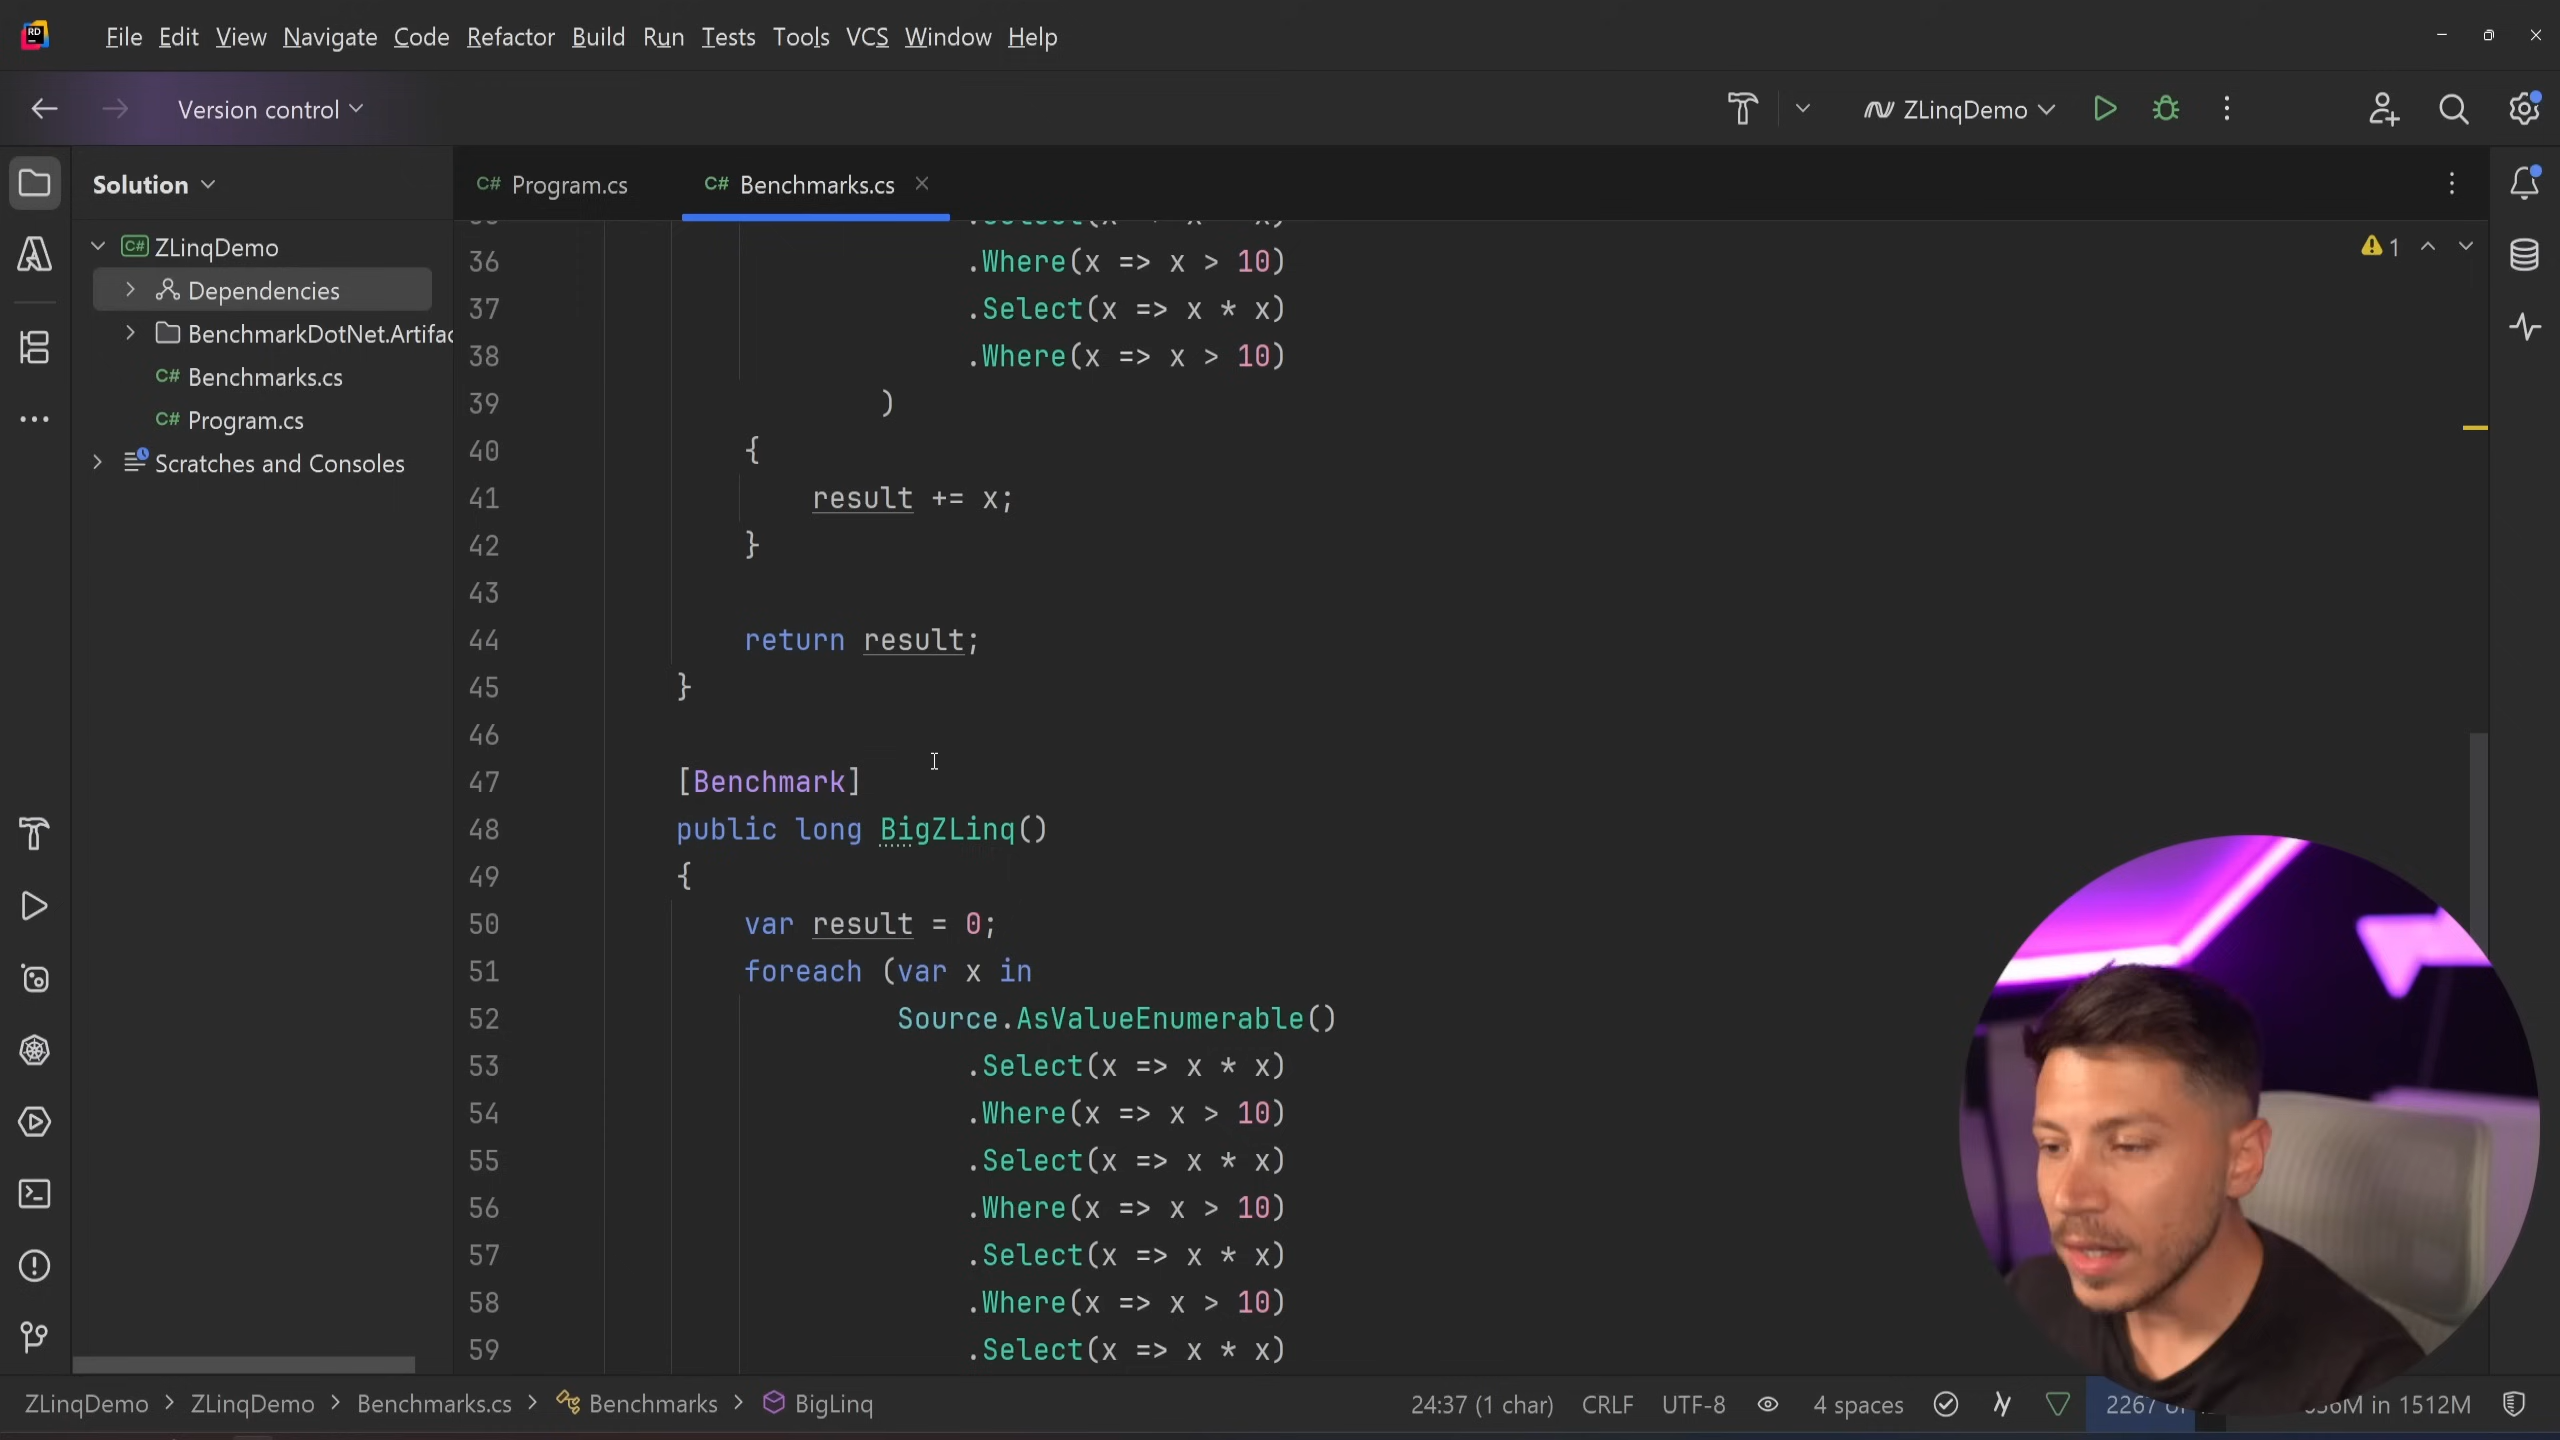 RD
File Edit View Navigate Code Refactor Build Run Tests Tools VCS Window Help
Version control
ZLinqDemo
Solution
C# Program.cs
C# Benchmarks.cs
C# ZLinqDemo
Dependencies
BenchmarkDotNet.Artifac
C# Benchmarks.cs
C# Program.cs
Scratches and Consoles
1
36 .Where(x => x > 10)
37 .Select(x => x * x)
38 .Where(x => x > 10)
39 )
40 {
41 result += x;
42 }
43
44 return result;
45 }
46
47 [Benchmark]
48 public long BigZLinq()
49 {
50 var result = 0;
51 foreach (var x in
52 Source.AsValueEnumerable()
53 .Select(x => x * x)
54 .Where(x => x > 10)
55 .Select(x => x * x)
56 .Where(x => x > 10)
57 .Select(x => x * x)
58 .Where(x => x > 10)
59 .Select(x => x * x)
ZLinqDemo > ZLinqDemo > Benchmarks.cs > Benchmarks > BigLinq
24:37 (1 char) CRLF UTF-8 4 spaces 2267 in 1512M